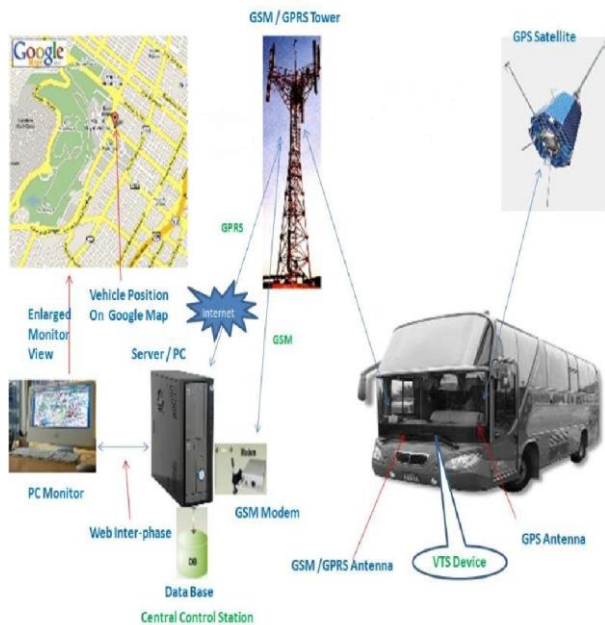 GSM / GPRS Tower
GPS Satellite
Google
GPRS
Internet
GSM
Vehicle Position
On Google Map
Enlarged
Monitor
View
Server / PC
PC Monitor
Web Inter-phase
Modem
GSM Modem
DB
Data Base
Central Control Station
GSM /GPRS Antenna
VTS Device
GPS Antenna